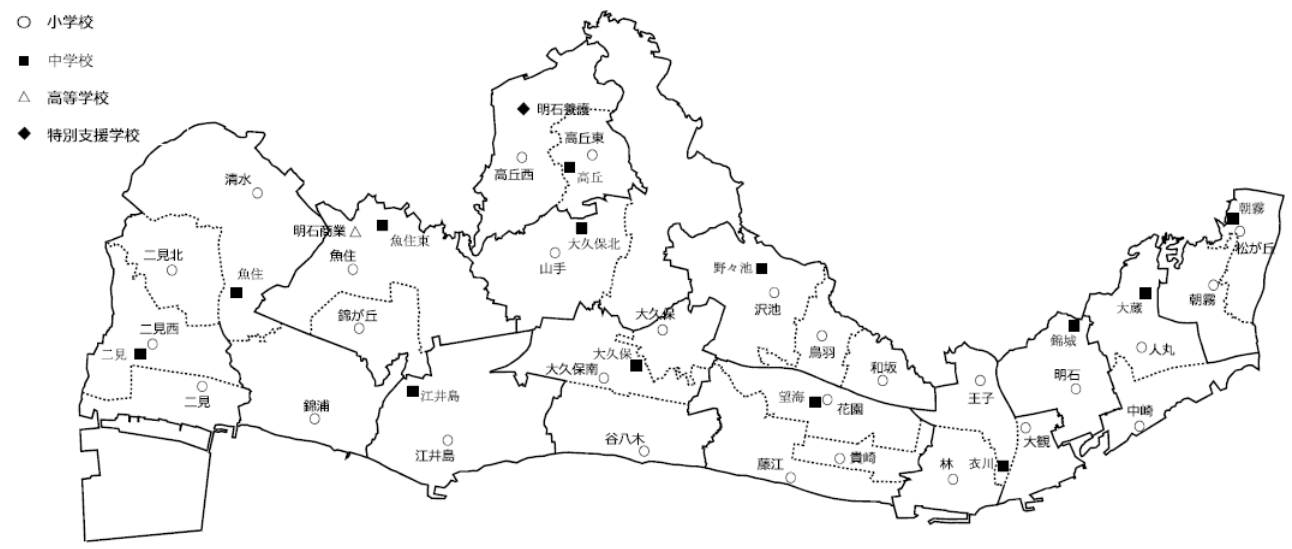 小学校
中学校
高等学校
特別支援学校
明石養護
高丘東
高丘西
高丘
清水
明石商業
魚住東
魚住
大久保北
山手
二見北
魚住
錦が丘
二見西
二見
二見
錦浦
江井島
江井島
大久保
大久保
大久保南
谷八木
野々池
沢池
鳥羽
和坂
望海
花園
貴崎
藤江
王子
林
衣川
大観
明石
錦城
大蔵
人丸
中崎
朝霧
松が丘
朝霧